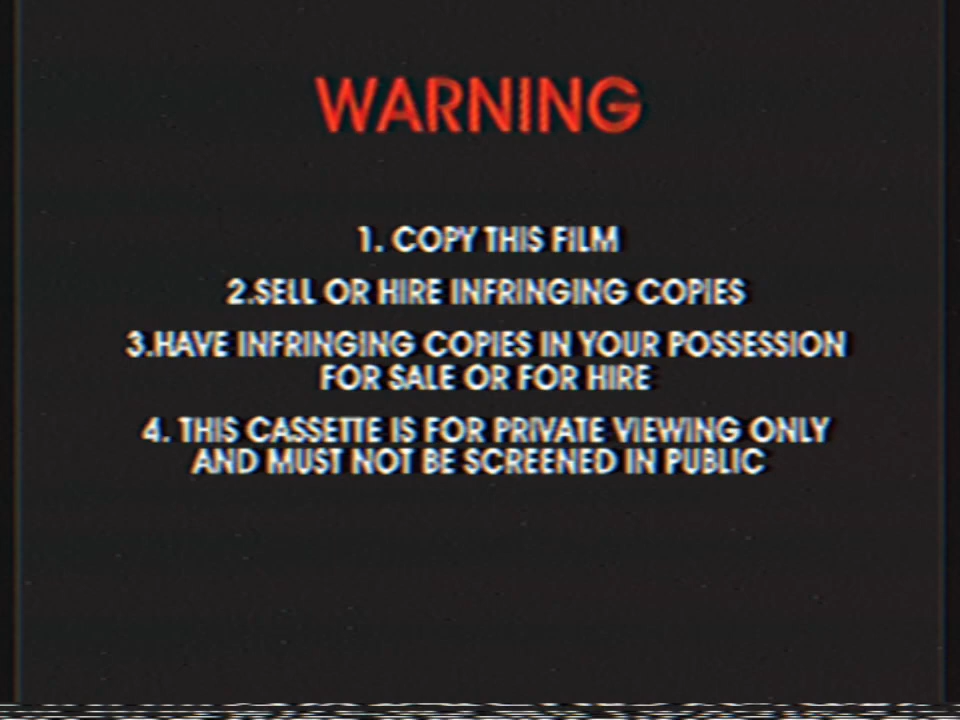 WARNING
1. COPY THIS FILM
2.SELL OR HIRE INFRINGING COPIES
3.HAVE INFRINGING COPIES IN YOUR POSSESSION
FOR SALE OR FOR HIRE
4. THIS CASSETTE IS FOR PRIVATE VIEWING ONLY
AND MUST NOT BE SCREENED IN PUBLIC